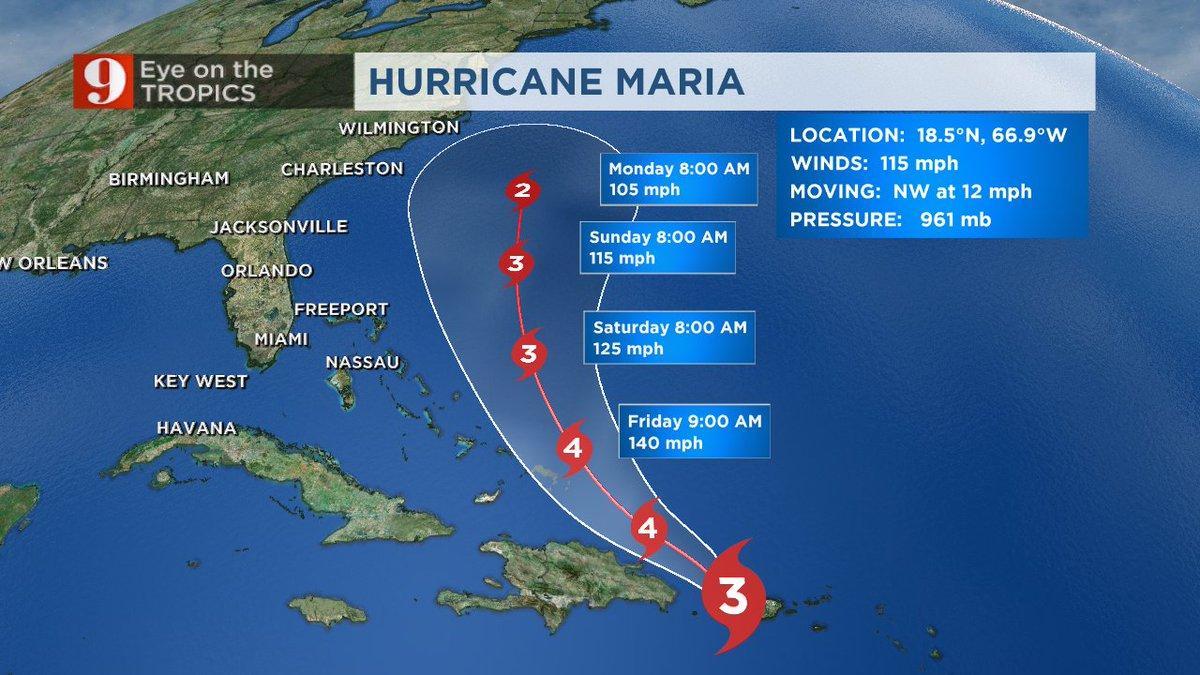 9 Eye on the
TROPICS
HURRICANE MARIA
LOCATION: 18.5°N, 66.9°W
WINDS: 115 mph
MOVING: NW at 12 mph
PRESSURE: 961 mb
WILMINGTON
CHARLESTON
BIRMINGHAM
JACKSONVILLE
W ORLEANS
ORLANDO
FREEPORT
MIAMI
NASSAU
KEY WEST
HAVANA
Monday 8:00 AM
105 mph
2
Sunday 8:00 AM
115 mph
3
Saturday 8:00 AM
125 mph
3
Friday 9:00 AM
140 mph
4
4
3